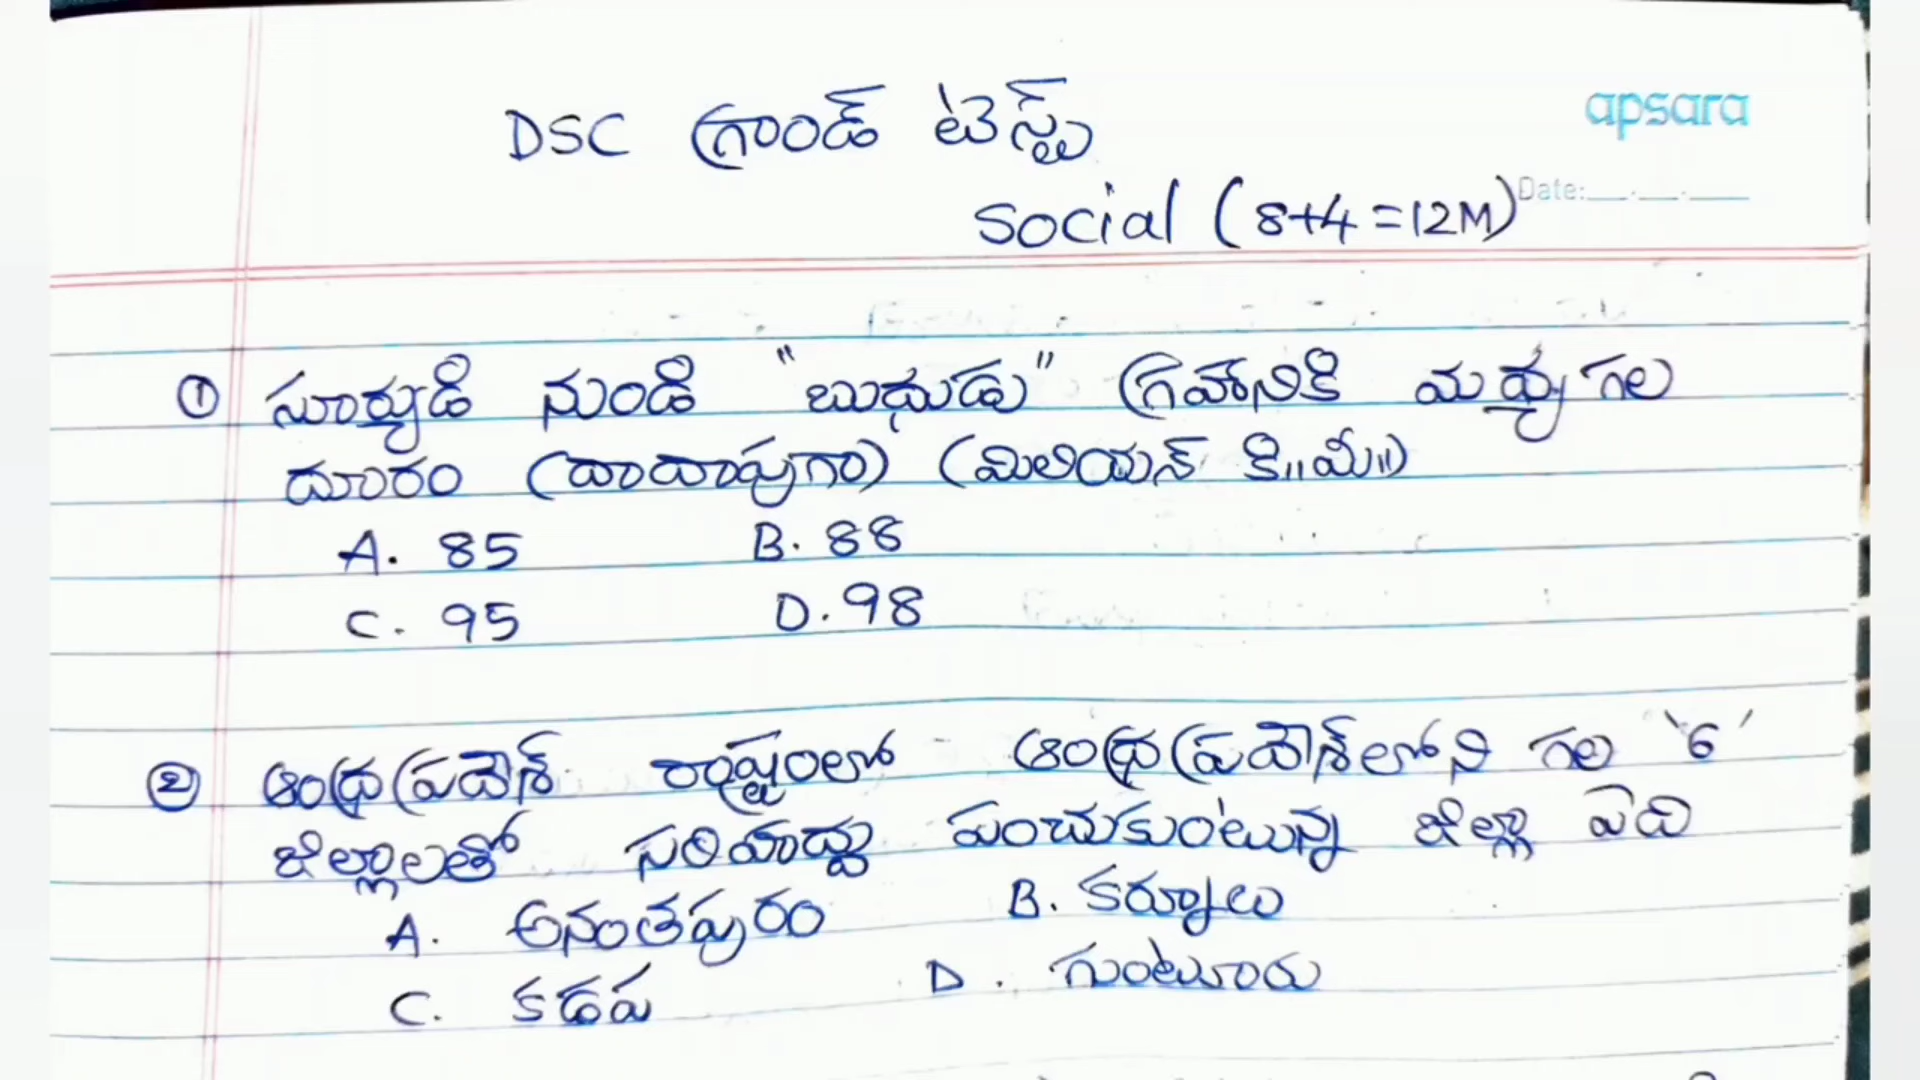 DSC గ్రాండ్ టెస్ట్
apsara
Date:
Social (8+4=12M)
① సూర్యుడి నుండి "బుధుడు" గ్రహానికి మధ్య గల
దూరం (దాదాపుగా) (మిలియన్ కి॥మీ॥)
A. 85 B. 88
C. 95 D. 98
② ఆంధ్రప్రదేశ్ రాష్ట్రంలో ఆంధ్రప్రదేశ్‌లోని గల '6'
జిల్లాలతో సరిహద్దు పంచుకుంటున్న జిల్లా ఏది
A. అనంతపురం B. కర్నూలు
C. కడప D. గుంటూరు